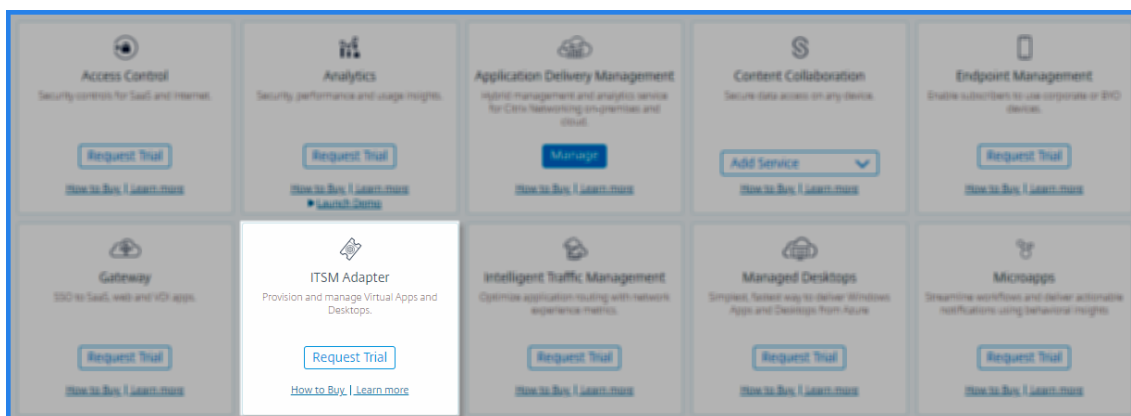 Access Control
Security controls for SaaS and Internet.
Request Trial
How to Buy | Learn more
Analytics
Security, performance and usage insights.
Request Trial
How to Buy | Learn more
Launch Demo
Application Delivery Management
Hybrid management and analytics service
for Citrix Networking on-premises and
cloud.
Manage
How to Buy | Learn more
Content Collaboration
Secure data access on any device.
Add Service
How to Buy | Learn more
Endpoint Management
Enable subscribers to use corporate or BYO
devices.
Request Trial
How to Buy | Learn more
Gateway
SSO to SaaS, web and VDI apps.
Request Trial
How to Buy | Learn more
ITSM Adapter
Provision and manage Virtual Apps and
Desktops.
Request Trial
How to Buy | Learn more
Intelligent Traffic Management
Optimize application routing with network
experience metrics.
Request Trial
How to Buy | Learn more
Managed Desktops
Simplest, fastest way to deliver Windows
Apps and Desktops from Azure
Request Trial
How to Buy | Learn more
Microapps
Streamline workflows and deliver actionable
notifications using behavioral insights
Request Trial
How to Buy | Learn more